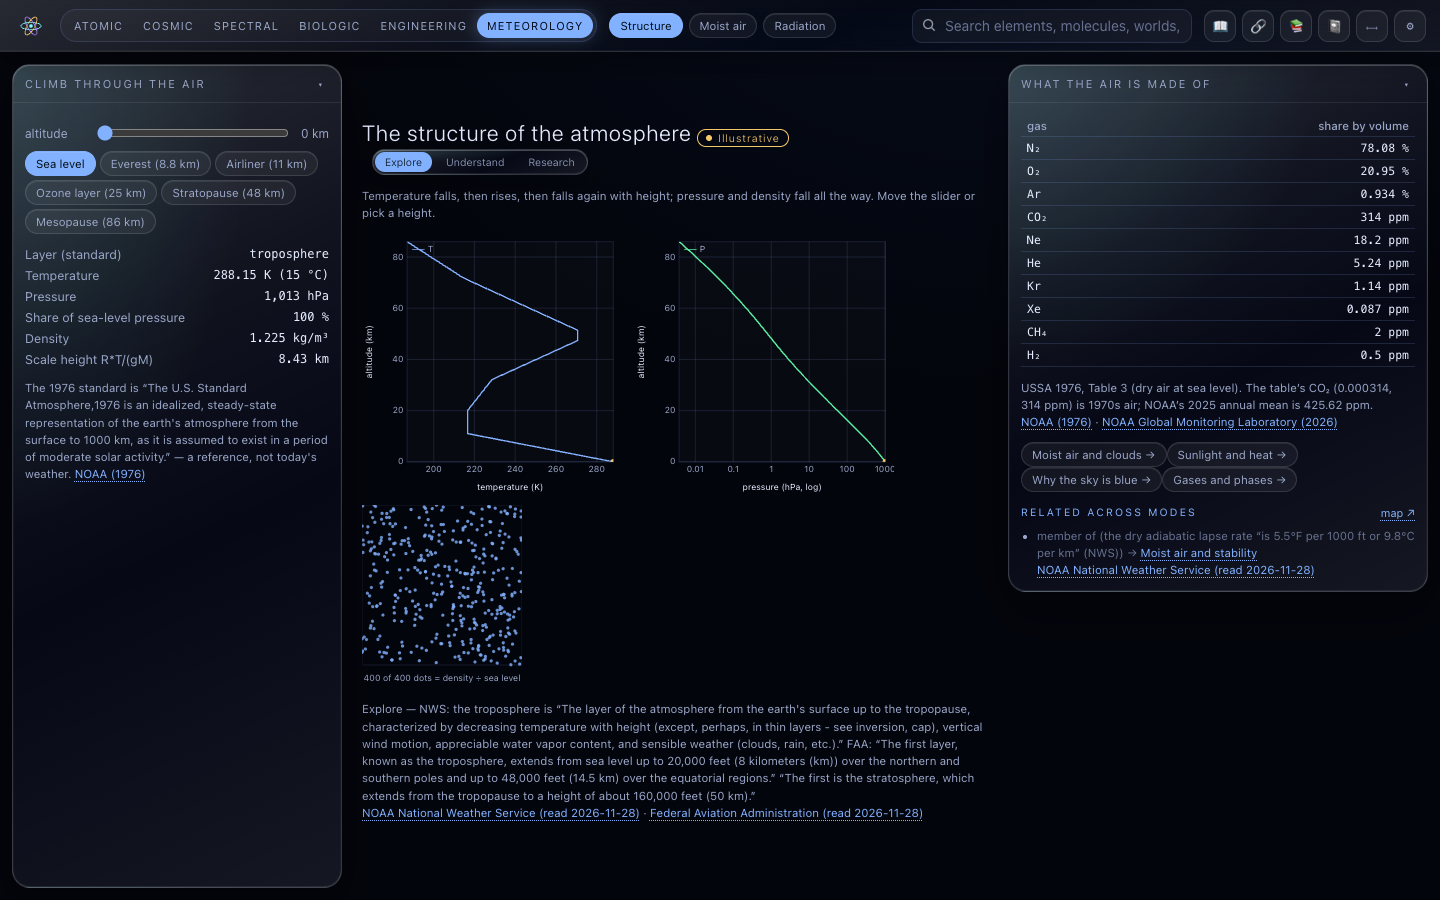 ATOMIC COSMIC SPECTRAL BIOLOGIC ENGINEERING METEOROLOGY Structure Moist air Radiation Search elements, molecules, worlds,
CLIMB THROUGH THE AIR
altitude 0 km
Sea level Everest (8.8 km) Airliner (11 km)
Ozone layer (25 km) Stratopause (48 km)
Mesopause (86 km)
Layer (standard) troposphere
Temperature 288.15 K (15 °C)
Pressure 1,013 hPa
Share of sea-level pressure 100 %
Density 1.225 kg/m³
Scale height R*T/(gM) 8.43 km
The 1976 standard is “The U.S. Standard
Atmosphere,1976 is an idealized, steady-state
representation of the earth's atmosphere from the
surface to 1000 km, as it is assumed to exist in a period
of moderate solar activity.” — a reference, not today's
weather. NOAA (1976)
The structure of the atmosphere Illustrative
Explore Understand Research
Temperature falls, then rises, then falls again with height; pressure and density fall all the way. Move the slider or
pick a height.
T
80
60
40
20
0
altitude (km)
200 220 240 260 280
temperature (K)
P
80
60
40
20
0
altitude (km)
0.01 0.1 1 10 100 1000
pressure (hPa, log)
400 of 400 dots = density ÷ sea level
Explore — NWS: the troposphere is “The layer of the atmosphere from the earth's surface up to the tropopause,
characterized by decreasing temperature with height (except, perhaps, in thin layers - see inversion, cap), vertical
wind motion, appreciable water vapor content, and sensible weather (clouds, rain, etc.).” FAA: “The first layer,
known as the troposphere, extends from sea level up to 20,000 feet (8 kilometers (km)) over the northern and
southern poles and up to 48,000 feet (14.5 km) over the equatorial regions.” “The first is the stratosphere, which
extends from the tropopause to a height of about 160,000 feet (50 km).”
NOAA National Weather Service (read 2026-11-28) · Federal Aviation Administration (read 2026-11-28)
WHAT THE AIR IS MADE OF
gas share by volume
N₂ 78.08 %
O₂ 20.95 %
Ar 0.934 %
CO₂ 314 ppm
Ne 18.2 ppm
He 5.24 ppm
Kr 1.14 ppm
Xe 0.087 ppm
CH₄ 2 ppm
H₂ 0.5 ppm
USSA 1976, Table 3 (dry air at sea level). The table's CO₂ (0.000314,
314 ppm) is 1970s air; NOAA's 2025 annual mean is 425.62 ppm.
NOAA (1976) · NOAA Global Monitoring Laboratory (2026)
Moist air and clouds → Sunlight and heat →
Why the sky is blue → Gases and phases →
RELATED ACROSS MODES map ↗
member of (the dry adiabatic lapse rate “is 5.5°F per 1000 ft or 9.8°C
per km” (NWS)) → Moist air and stability
NOAA National Weather Service (read 2026-11-28)